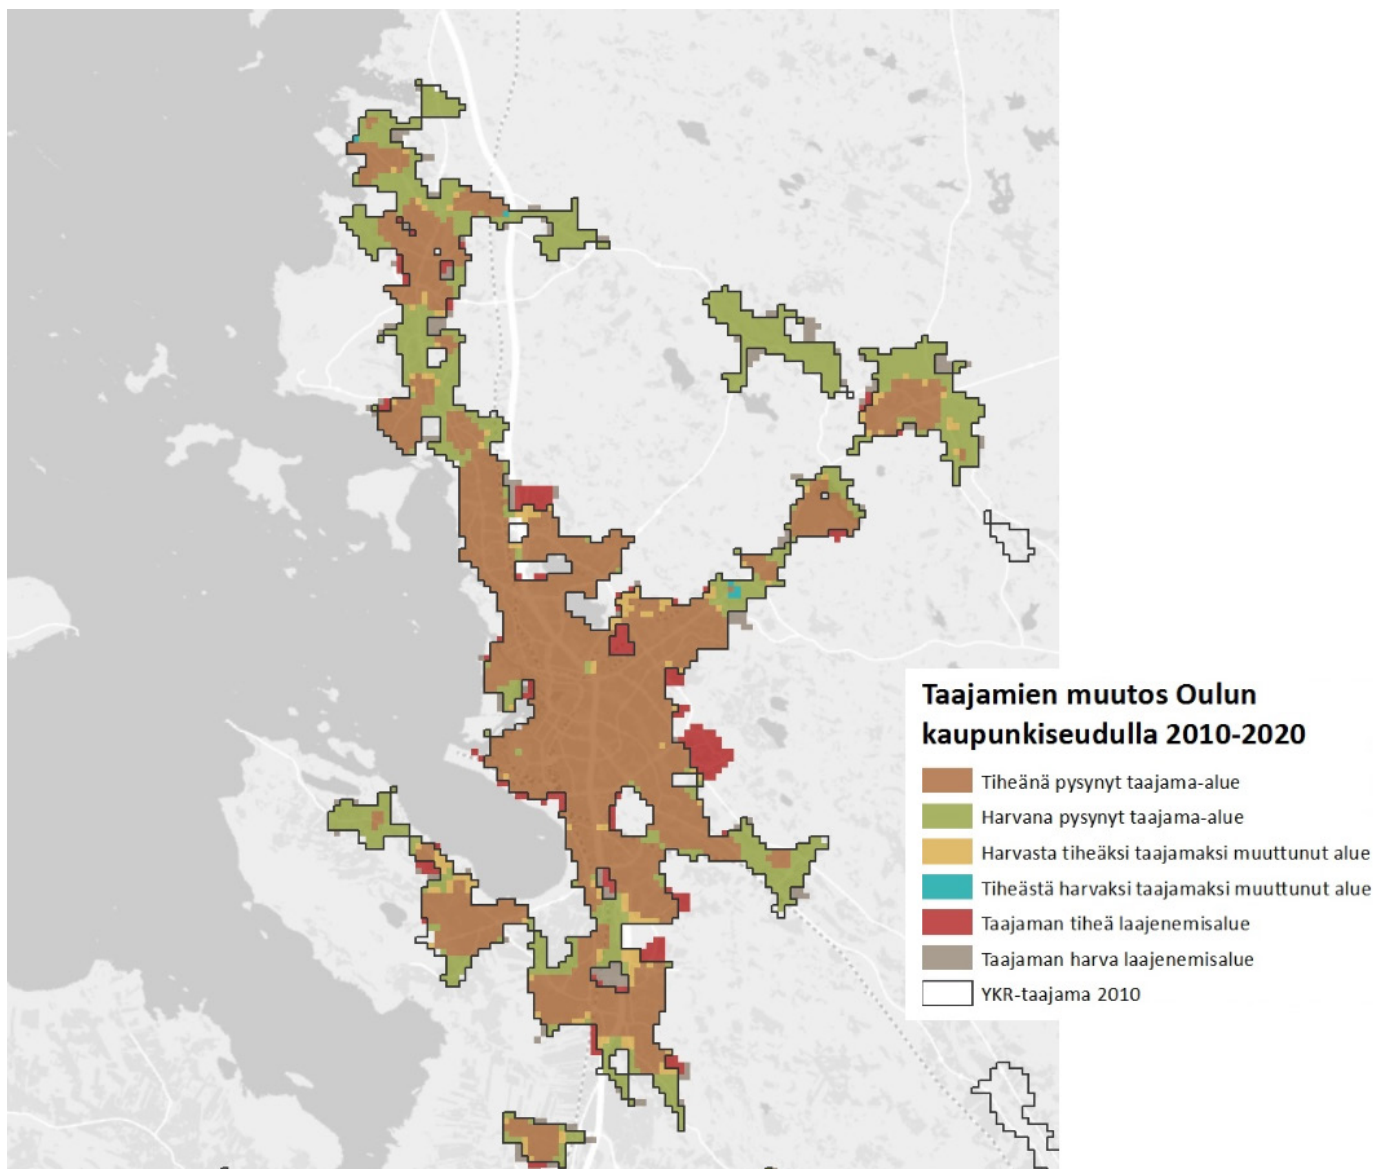 Taajamien muutos Oulun
kaupunkiseudulla 2010-2020
Tiheänä pysynyt taajama-alue
Harvana pysynyt taajama-alue
Harvasta tiheäksi taajamaksi muuttunut alue
Tiheästä harvaksi taajamaksi muuttunut alue
Taajaman tiheä laajenemisalue
Taajaman harva laajenemisalue
YKR-taajama 2010